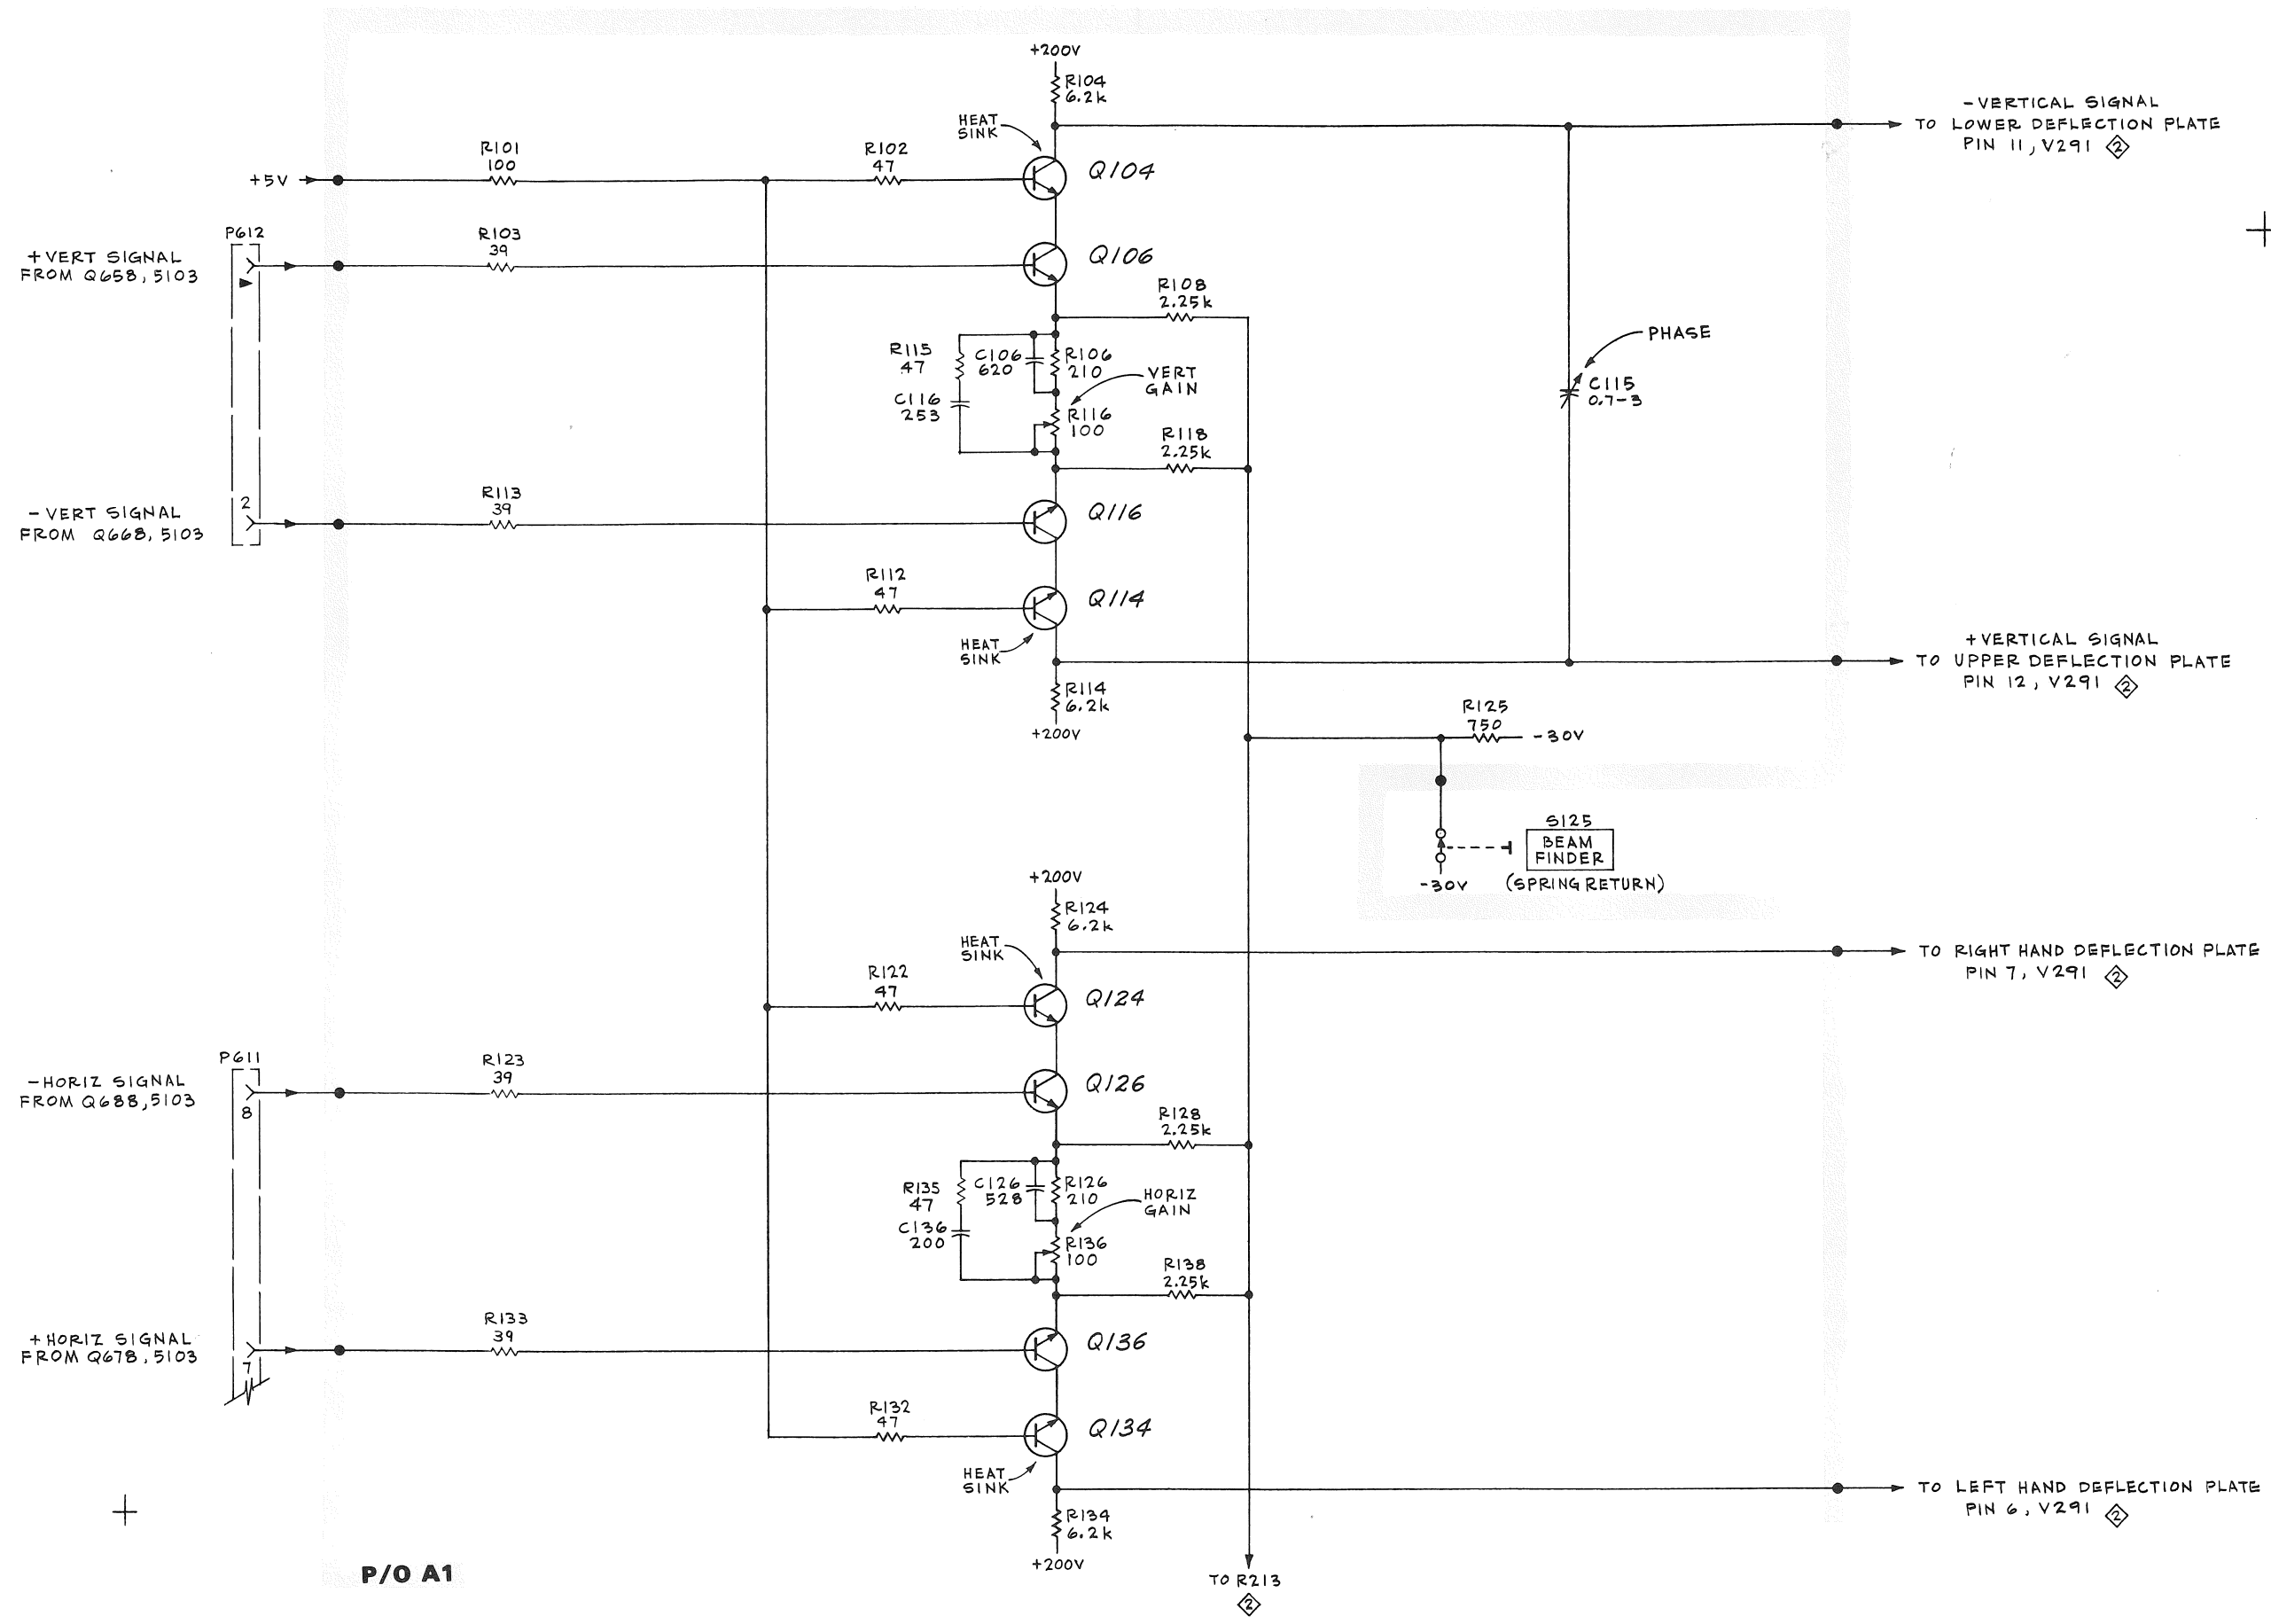 +200V
R104
6.2k
HEAT
SINK
-VERTICAL SIGNAL
TO LOWER DEFLECTION PLATE
PIN 11, V291 2
R101
100
R102
47
+5V
Q104
P612
R103
39
+VERT SIGNAL
FROM Q658, 5103
Q106
R108
2.25k
R115
47
C106
620
R106
210
VERT
GAIN
PHASE
C115
0.7-3
C116
253
R116
100
R118
2.25k
R113
39
2
-VERT SIGNAL
FROM Q668, 5103
Q116
R112
47
Q114
HEAT
SINK
+VERTICAL SIGNAL
TO UPPER DEFLECTION PLATE
PIN 12, V291 2
R114
6.2k
+200V
R125
750
-30V
S125
BEAM
FINDER
-30V
(SPRING RETURN)
+200V
R124
6.2k
HEAT
SINK
TO RIGHT HAND DEFLECTION PLATE
PIN 7, V291 2
R122
47
Q124
P611
R123
39
-HORIZ SIGNAL
FROM Q688, 5103
8
Q126
R128
2.25k
R135
47
C126
528
R126
210
HORIZ
GAIN
C136
200
R136
100
R138
2.25k
R133
39
+HORIZ SIGNAL
FROM Q678, 5103
7
Q136
R132
47
Q134
HEAT
SINK
TO LEFT HAND DEFLECTION PLATE
PIN 6, V291 2
R134
6.2k
+200V
P/O A1
TO R213
2